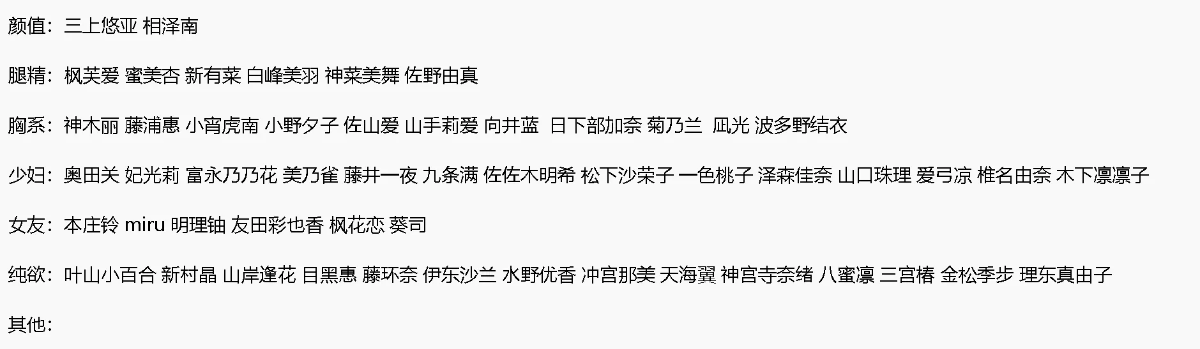 颜值：三上悠亚 相泽南
腿精：枫芙爱 蜜美杏 新有菜 白峰美羽 神菜美舞 佐野由真
胸系：神木丽 藤浦惠 小宵虎南 小野夕子 佐山爱 山手莉爱 向井蓝 日下部加奈 菊乃兰 凪光 波多野结衣
少妇：奥田关 妃光莉 富永乃乃花 美乃雀 藤井一夜 九条满 佐佐木明希 松下沙荣子 一色桃子 泽森佳奈 山口珠理 爱弓凉 椎名由奈 木下凛凛子
女友：本庄铃 miru 明理铀 友田彩也香 枫花恋 葵司
纯欲：叶山小百合 新村晶 山岸逢花 目黑惠 藤环奈 伊东沙兰 水野优香 冲宫那美 天海翼 神宫寺奈绪 八蜜凛 三宫椿 金松季步 理东真由子
其他：